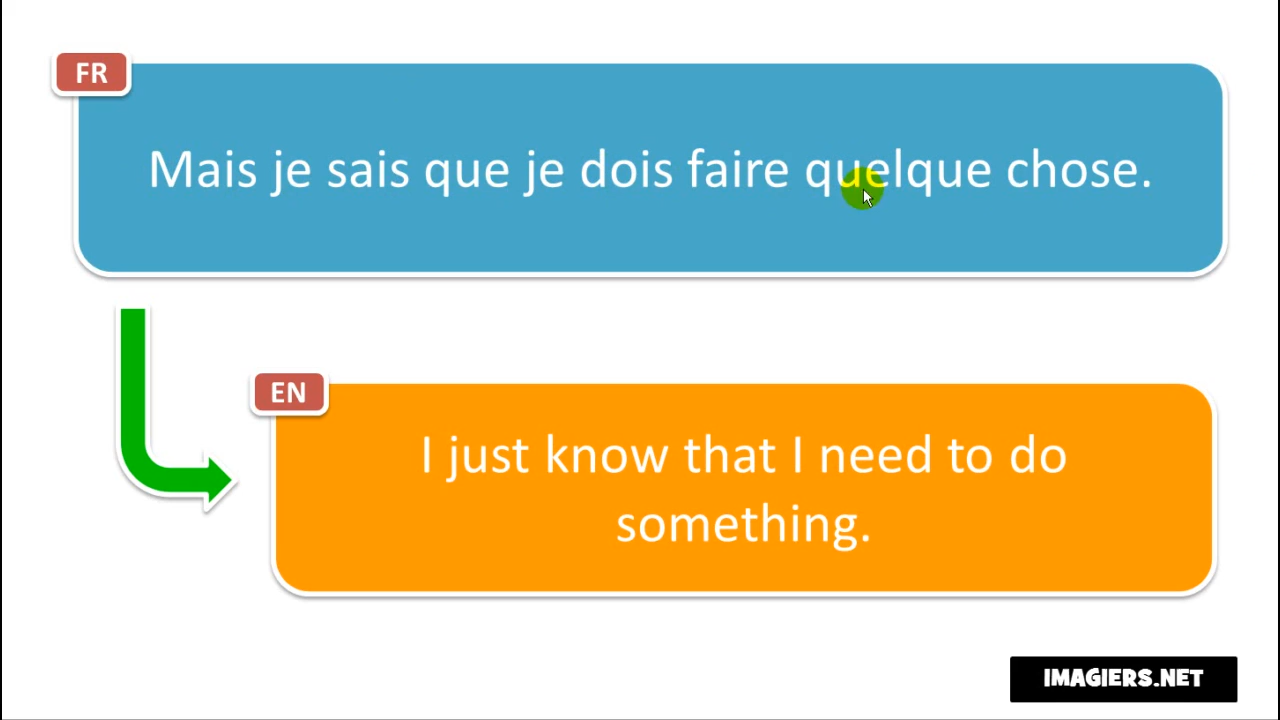 FR
Mais je sais que je dois faire quelque chose.
EN
I just know that I need to do
something.
IMAGIERS.NET